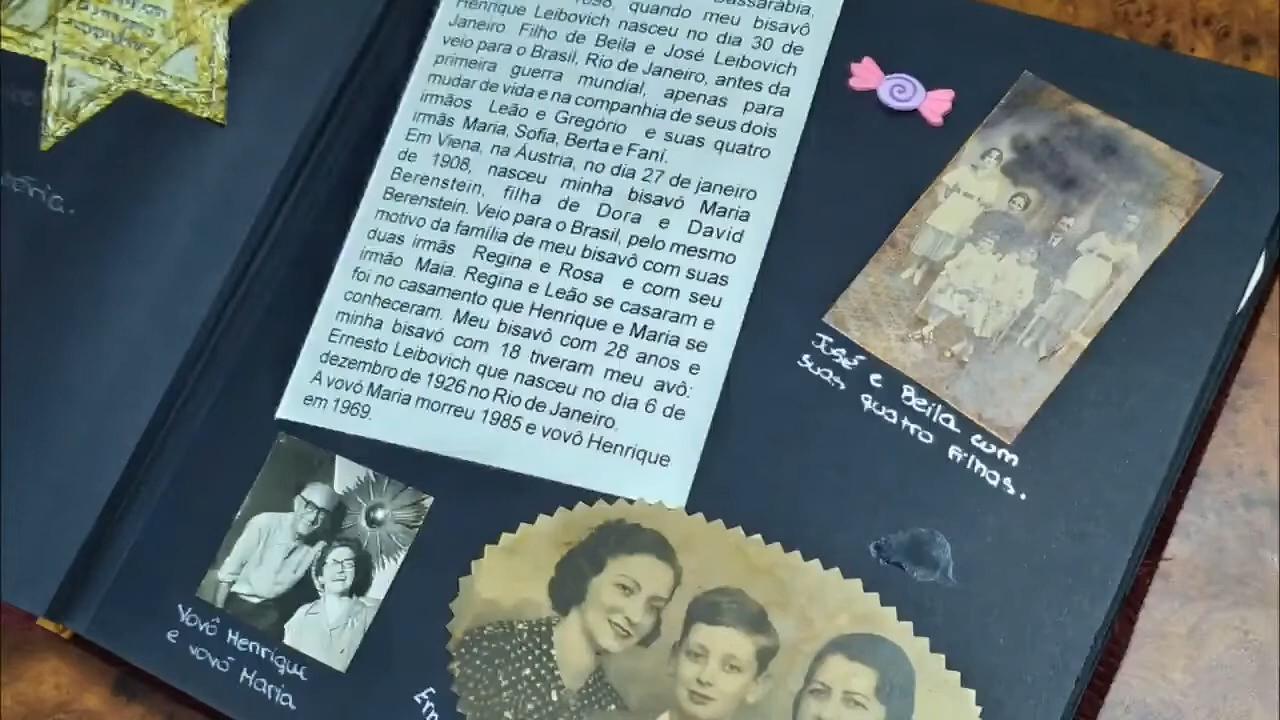 Bassarábia,
quando meu bisavô
Henrique Leibovich nasceu no dia 30 de
Janeiro Filho de Beila e José Leibovich
veio para o Brasil, Rio de Janeiro, antes da
primeira guerra mundial, apenas para
mudar de vida e na companhia de seus dois
irmãos Leão e Gregório e suas quatro
irmãs Maria, Sofia, Berta e Fani.
Em Viena, na Áustria, no dia 27 de janeiro
de 1908, nasceu minha bisavó Maria
Berenstein, filha de Dora e David
Berenstein. Veio para o Brasil, pelo mesmo
motivo da família de meu bisavô com suas
duas irmãs Regina e Rosa e com seu
irmão Maia. Regina e Leão se casaram e
foi no casamento que Henrique e Maria se
conheceram. Meu bisavô com 28 anos e
minha bisavó com 18 tiveram meu avô:
Ernesto Leibovich que nasceu no dia 6 de
dezembro de 1926 no Rio de Janeiro.
A vovó Maria morreu 1985 e vovô Henrique
em 1969.
José e Beila com
suas quatro filhas.
Vovô Henrique
e vovó Maria